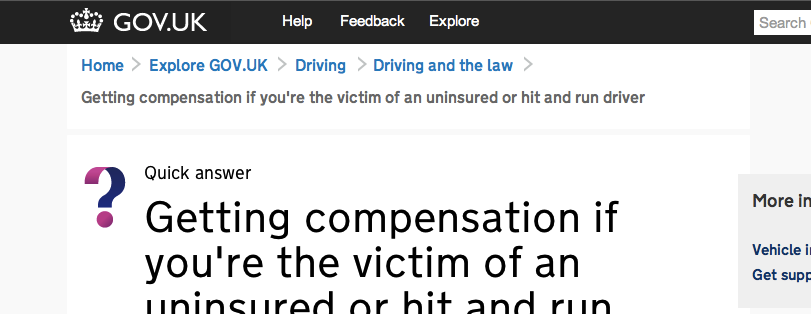 GOV.UK Help Feedback Explore Search
Home Explore GOV.UK Driving Driving and the law
Getting compensation if you're the victim of an uninsured or hit and run driver
Quick answer
Getting compensation if
you're the victim of an
uninsured or hit and run
More in
Vehicle i
Get supp